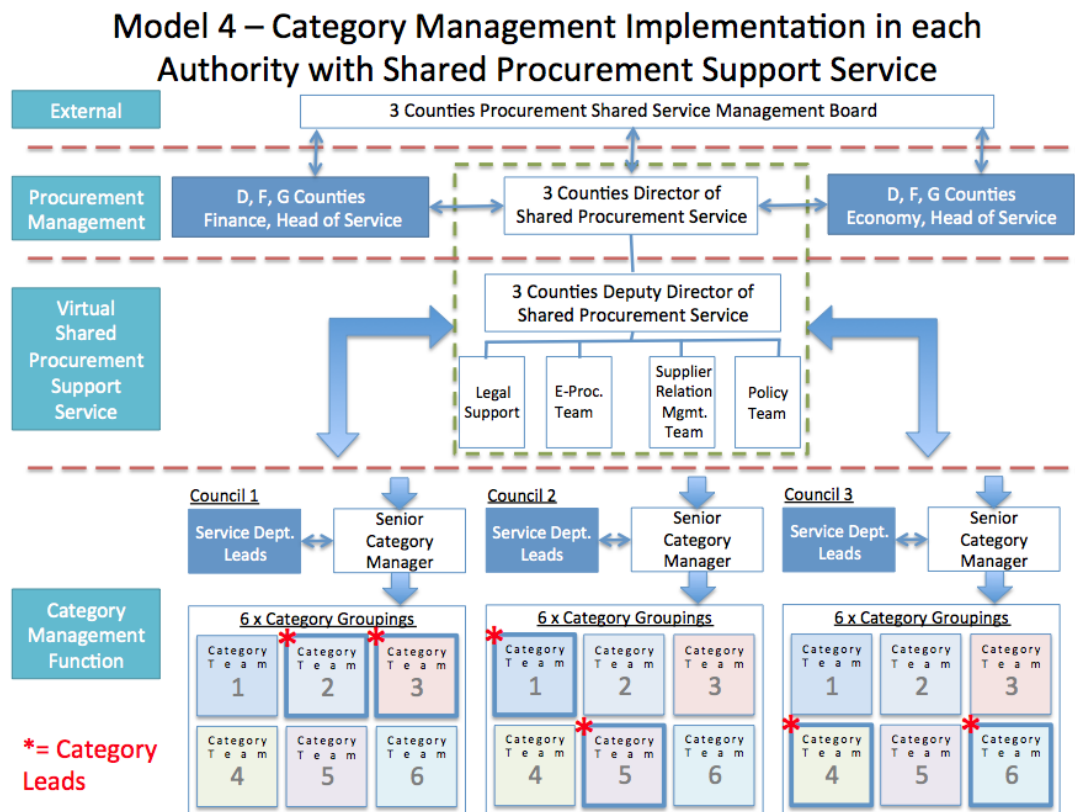 Model 4 – Category Management Implementation in each
Authority with Shared Procurement Support Service
External
3 Counties Procurement Shared Service Management Board
Procurement
Management
D, F, G Counties
Finance, Head of Service
3 Counties Director of
Shared Procurement Service
D, F, G Counties
Economy, Head of Service
Virtual
Shared
Procurement
Support
Service
3 Counties Deputy Director of
Shared Procurement Service
Legal
Support
E-Proc.
Team
Supplier
Relation
Mgmt.
Team
Policy
Team
Council 1
Service Dept.
Leads
Senior
Category
Manager
Council 2
Service Dept.
Leads
Senior
Category
Manager
Council 3
Service Dept.
Leads
Senior
Category
Manager
Category
Management
Function
6 x Category Groupings
Category
Team
1
*
Category
Team
2
*
Category
Team
3
Category
Team
4
Category
Team
5
Category
Team
6
6 x Category Groupings
*
Category
Team
1
Category
Team
2
Category
Team
3
Category
Team
4
*
Category
Team
5
Category
Team
6
6 x Category Groupings
Category
Team
1
Category
Team
2
Category
Team
3
*
Category
Team
4
Category
Team
5
*
Category
Team
6
*= Category
Leads